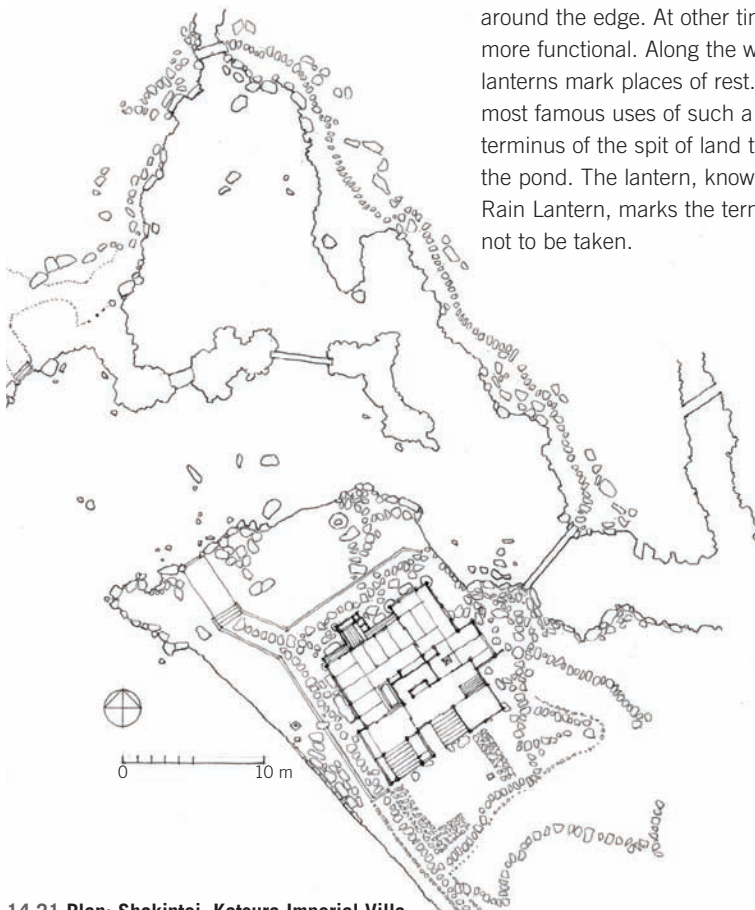 around the edge. At other tin
more functional. Along the w
lanterns mark places of rest.
most famous uses of such a
terminus of the spit of land t
the pond. The lantern, know
Rain Lantern, marks the tern
not to be taken.
0 10 m
14.21 Plan: Shokintei, Katsura Imperial Villa